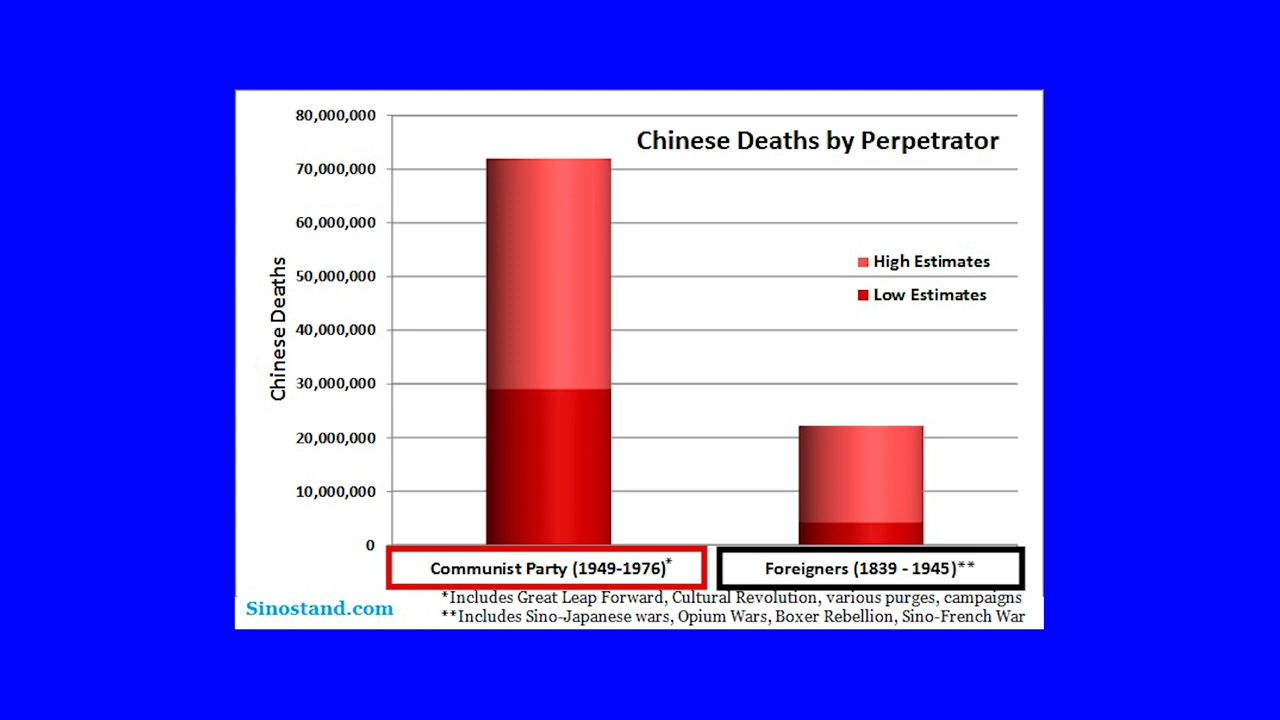 Chinese Deaths by Perpetrator
Chinese Deaths
80,000,000
70,000,000
60,000,000
50,000,000
40,000,000
30,000,000
20,000,000
10,000,000
0
High Estimates
Low Estimates
Communist Party (1949-1976)*
Foreigners (1839 - 1945)**
*Includes Great Leap Forward, Cultural Revolution, various purges, campaigns
**Includes Sino-Japanese wars, Opium Wars, Boxer Rebellion, Sino-French War
Sinostand.com